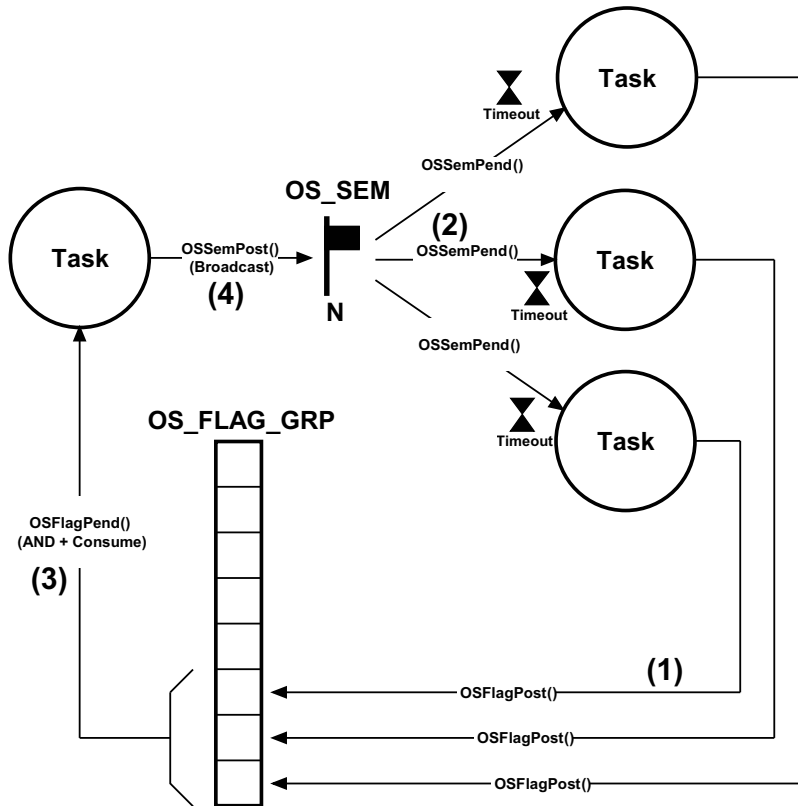 Task
Timeout
OSSemPend()
OS_SEM
(2)
Task
OSSemPost()
(Broadcast)
(4)
OSSemPend()
Task
N
Timeout
OSSemPend()
OS_FLAG_GRP
Timeout
Task
OSFlagPend()
(AND + Consume)
(3)
(1)
OSFlagPost()
OSFlagPost()
OSFlagPost()